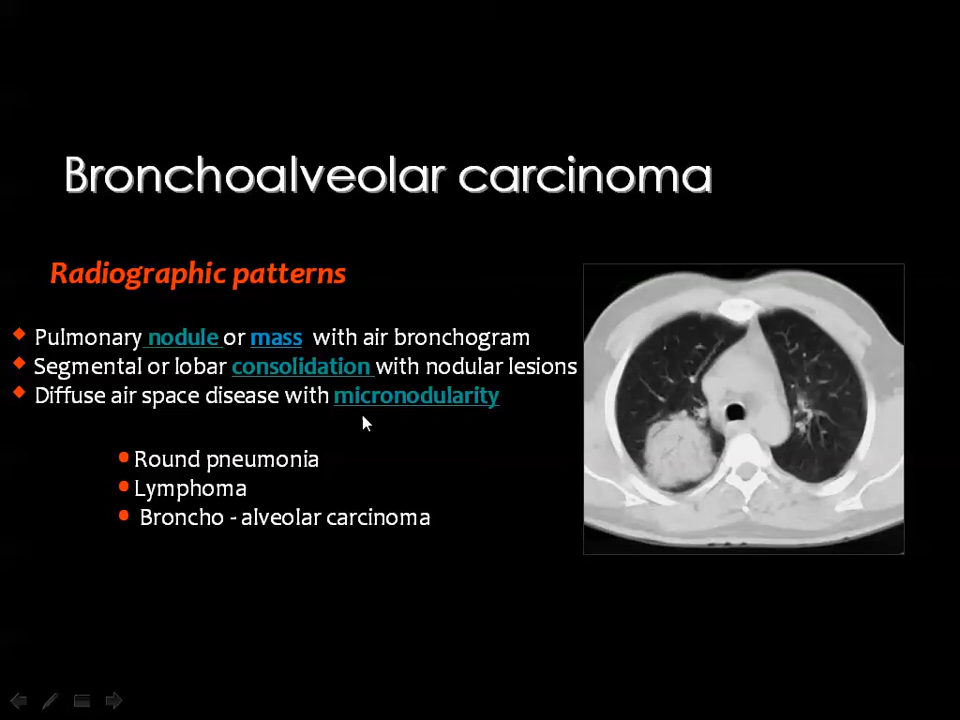 Bronchoalveolar carcinoma
Radiographic patterns
Pulmonary nodule or mass with air bronchogram
Segmental or lobar consolidation with nodular lesions
Diffuse air space disease with micronodularity
Round pneumonia
Lymphoma
Broncho - alveolar carcinoma